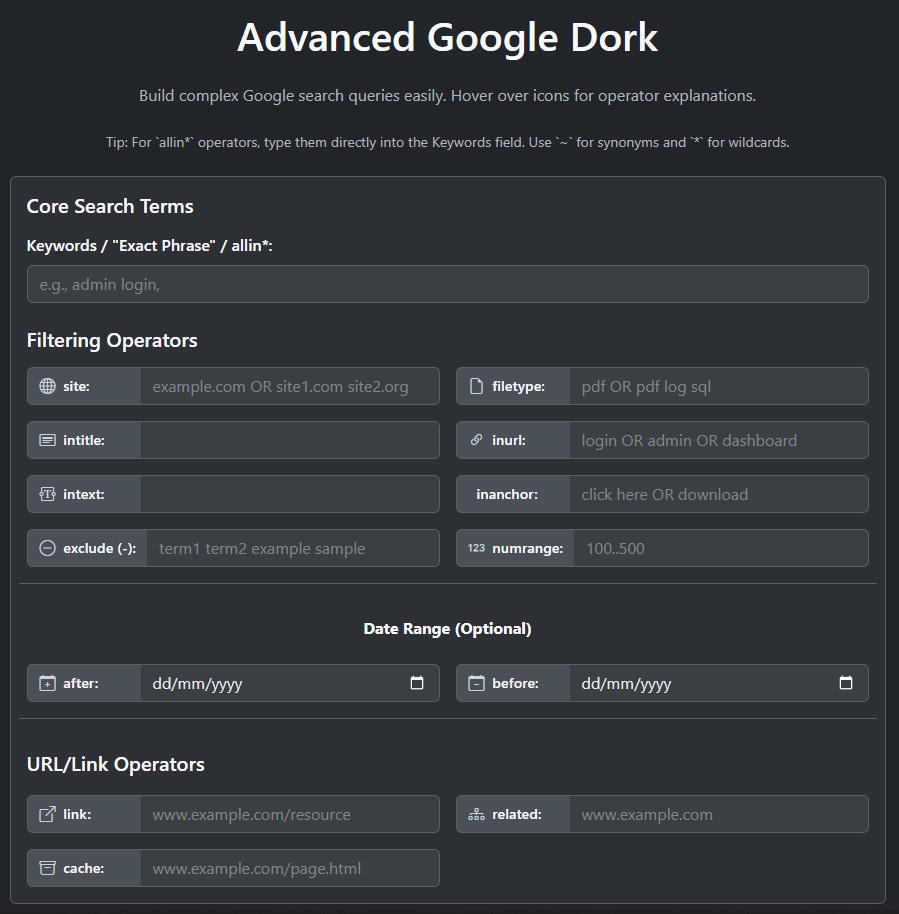 Advanced Google Dork
Build complex Google search queries easily. Hover over icons for operator explanations.
Tip: For `allin*` operators, type them directly into the Keywords field. Use `~` for synonyms and `*` for wildcards.
Core Search Terms
Keywords / "Exact Phrase" / allin*:
e.g., admin login,
Filtering Operators
site: example.com OR site1.com site2.org
filetype: pdf OR pdf log sql
intitle:
inurl: login OR admin OR dashboard
intext:
inanchor: click here OR download
exclude (-): term1 term2 example sample
123 numrange: 100..500
Date Range (Optional)
after: dd/mm/yyyy
before: dd/mm/yyyy
URL/Link Operators
link: www.example.com/resource
related: www.example.com
cache: www.example.com/page.html